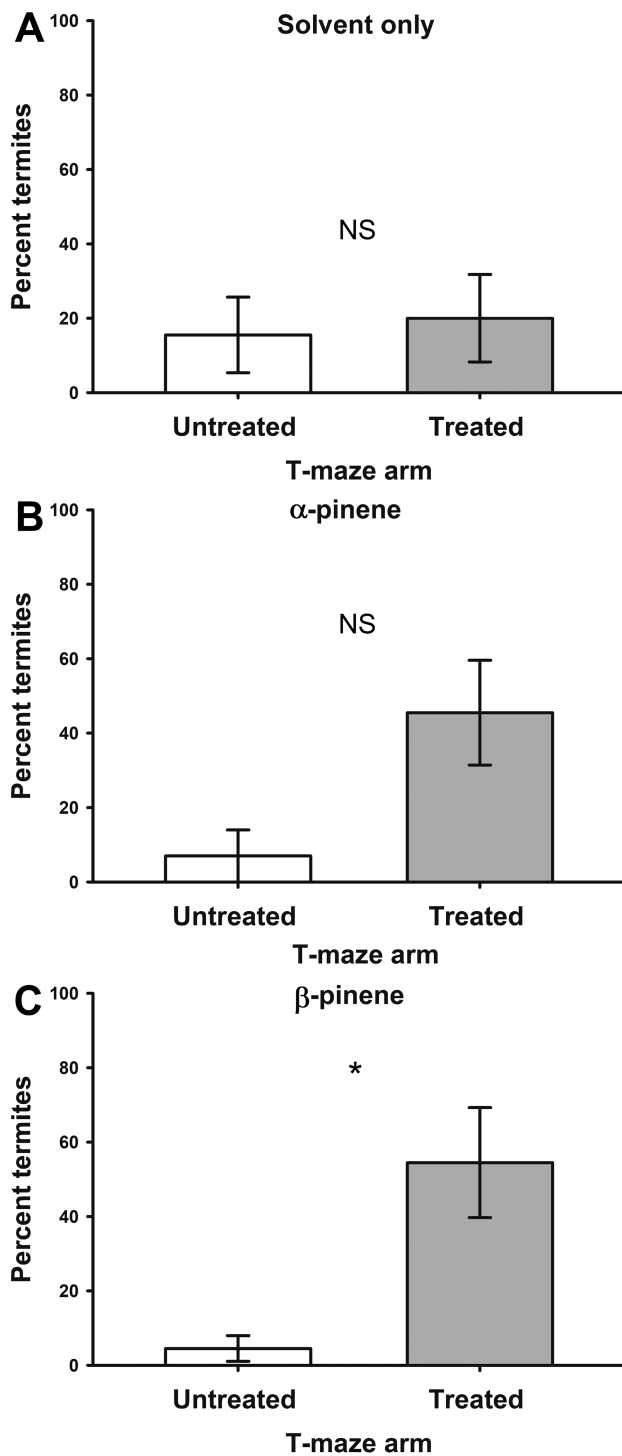 A
Solvent only
Percent termites
100
80
60
40
20
0
NS
Untreated Treated
T-maze arm
B
α-pinene
Percent termites
100
80
60
40
20
0
NS
Untreated Treated
T-maze arm
C
β-pinene
Percent termites
100
80
60
40
20
0
*
Untreated Treated
T-maze arm